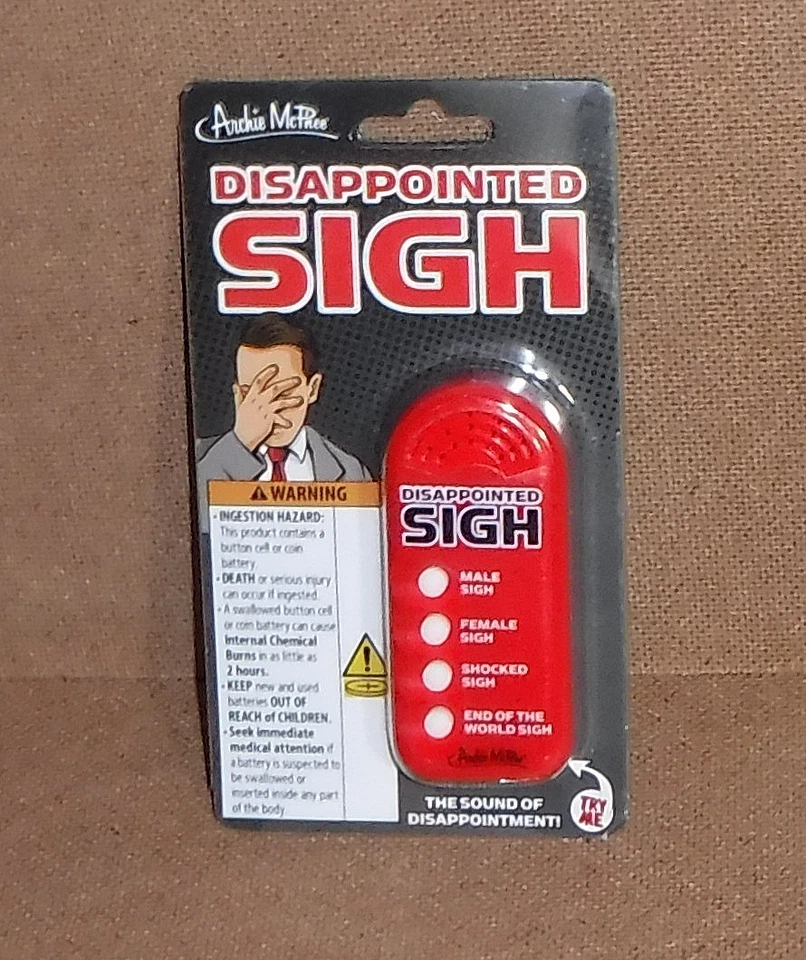 Archie McPhee
DISAPPOINTED
SIGH
WARNING
• INGESTION HAZARD:
This product contains a
button cell or coin
battery.
• DEATH or serious injury
can occur if ingested.
• A swallowed button cell
or coin battery can cause
Internal Chemical
Burns in as little as
2 hours.
• KEEP new and used
batteries OUT OF
REACH of CHILDREN.
• Seek immediate
medical attention if
a battery is suspected to
be swallowed or
inserted inside any part
of the body.
DISAPPOINTED
SIGH
MALE
SIGH
FEMALE
SIGH
SHOCKED
SIGH
END OF THE
WORLD SIGH
Archie McPhee
THE SOUND OF
DISAPPOINTMENT!
TRY
ME